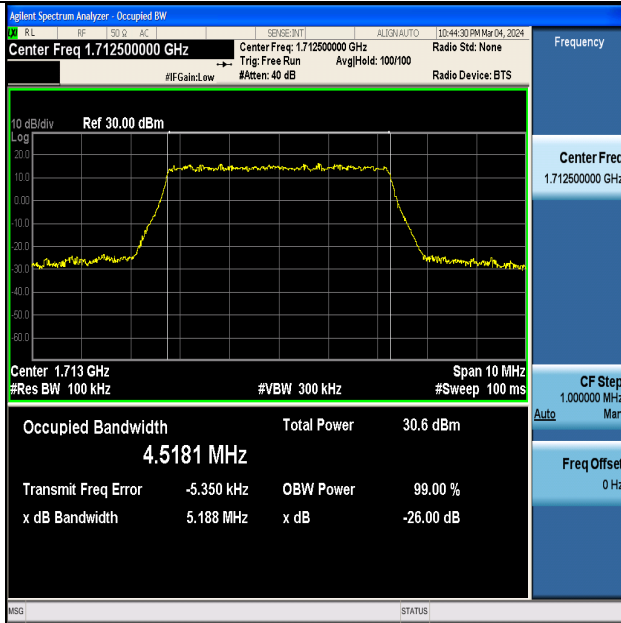 Agilent Spectrum Analyzer - Occupied BW
RL RF 50 Ω AC SENSE:INT ALIGN AUTO 10:44:30 PM Mar 04, 2024
Center Freq 1.712500000 GHz
Center Freq: 1.712500000 GHz
Radio Std: None
Trig: Free Run Avg|Hold: 100/100
#IFGain:Low
#Atten: 40 dB
Radio Device: BTS
Frequency
10 dB/div Ref 30.00 dBm
Log
20.0
10.0
0.00
-10.0
-20.0
-30.0
-40.0
-50.0
-60.0
Center 1.713 GHz Span 10 MHz
#Res BW 100 kHz #VBW 300 kHz #Sweep 100 ms
Center Freq
1.712500000 GHz
CF Step
1.000000 MHz
Auto Man
Freq Offset
0 Hz
Occupied Bandwidth Total Power 30.6 dBm
4.5181 MHz
Transmit Freq Error -5.350 kHz OBW Power 99.00 %
x dB Bandwidth 5.188 MHz x dB -26.00 dB
MSG STATUS